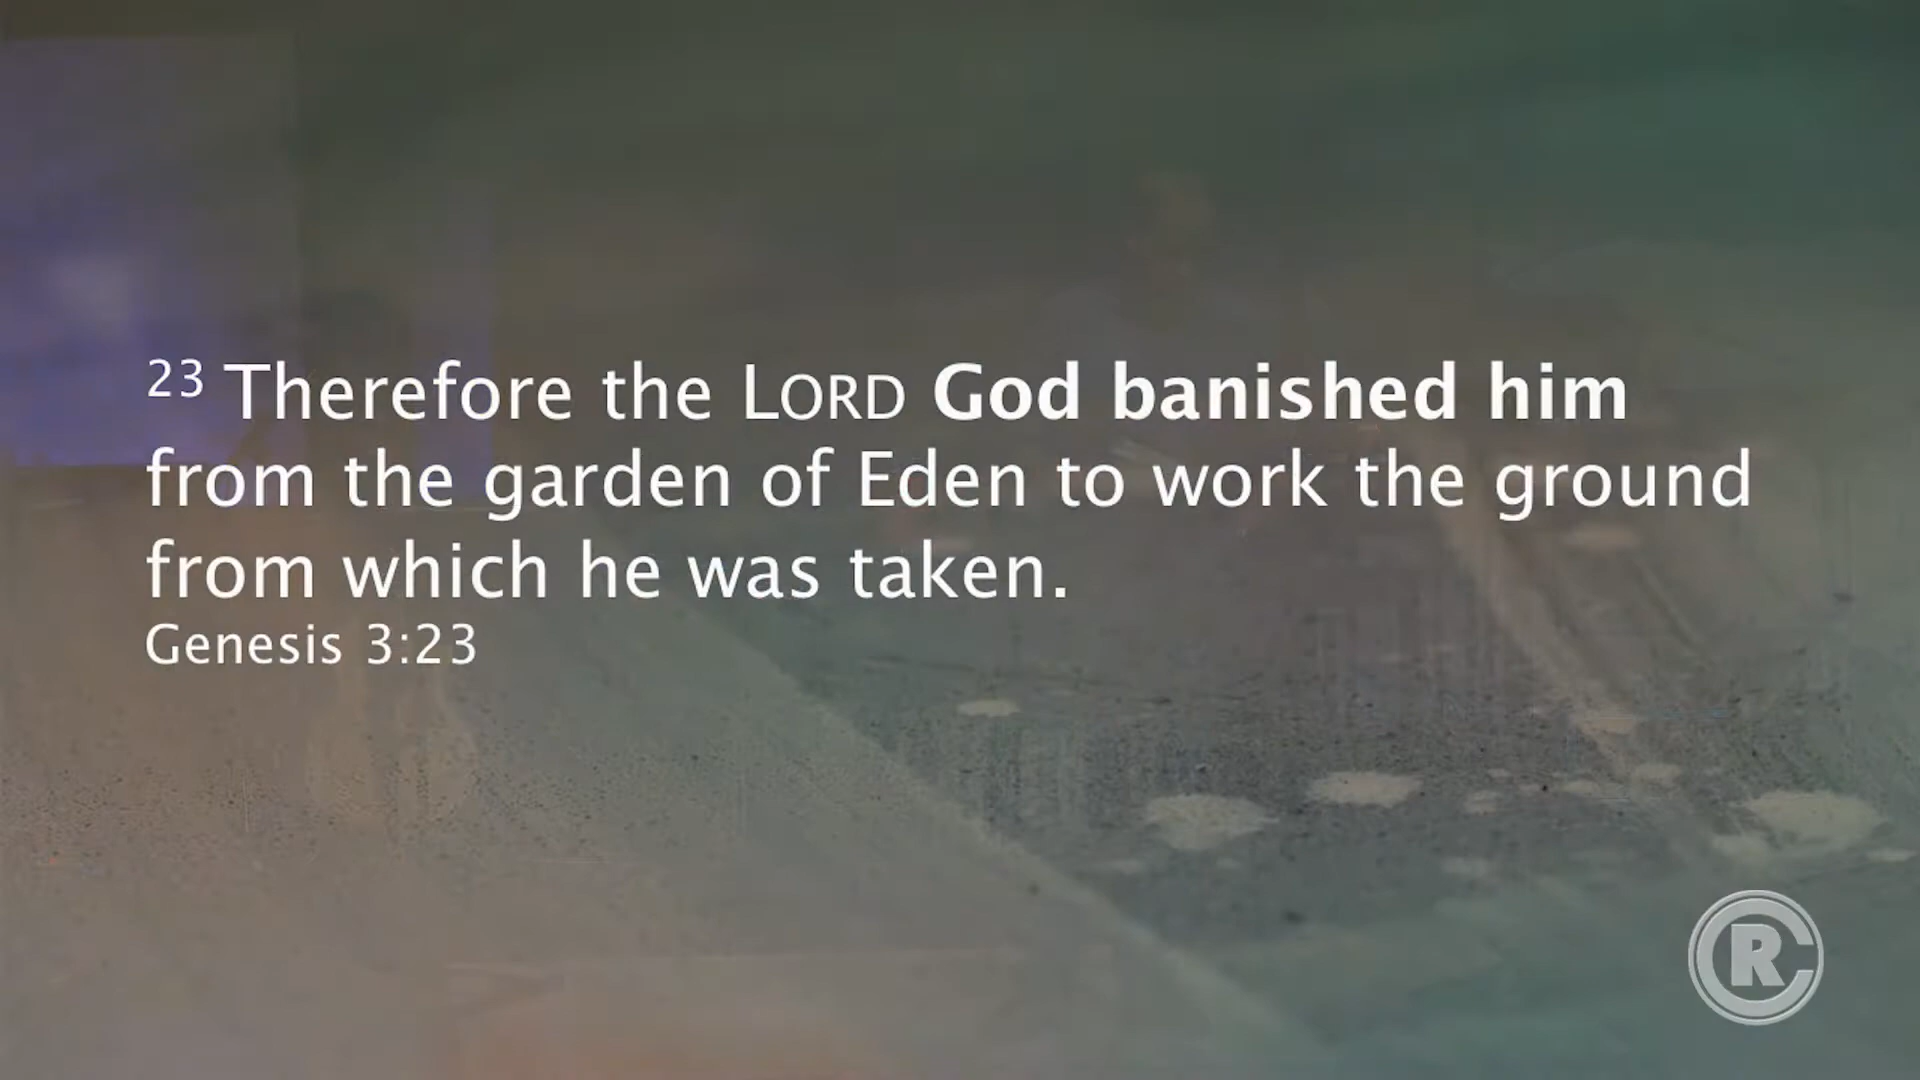 23 Therefore the LORD God banished him
from the garden of Eden to work the ground
from which he was taken.
Genesis 3:23
CR